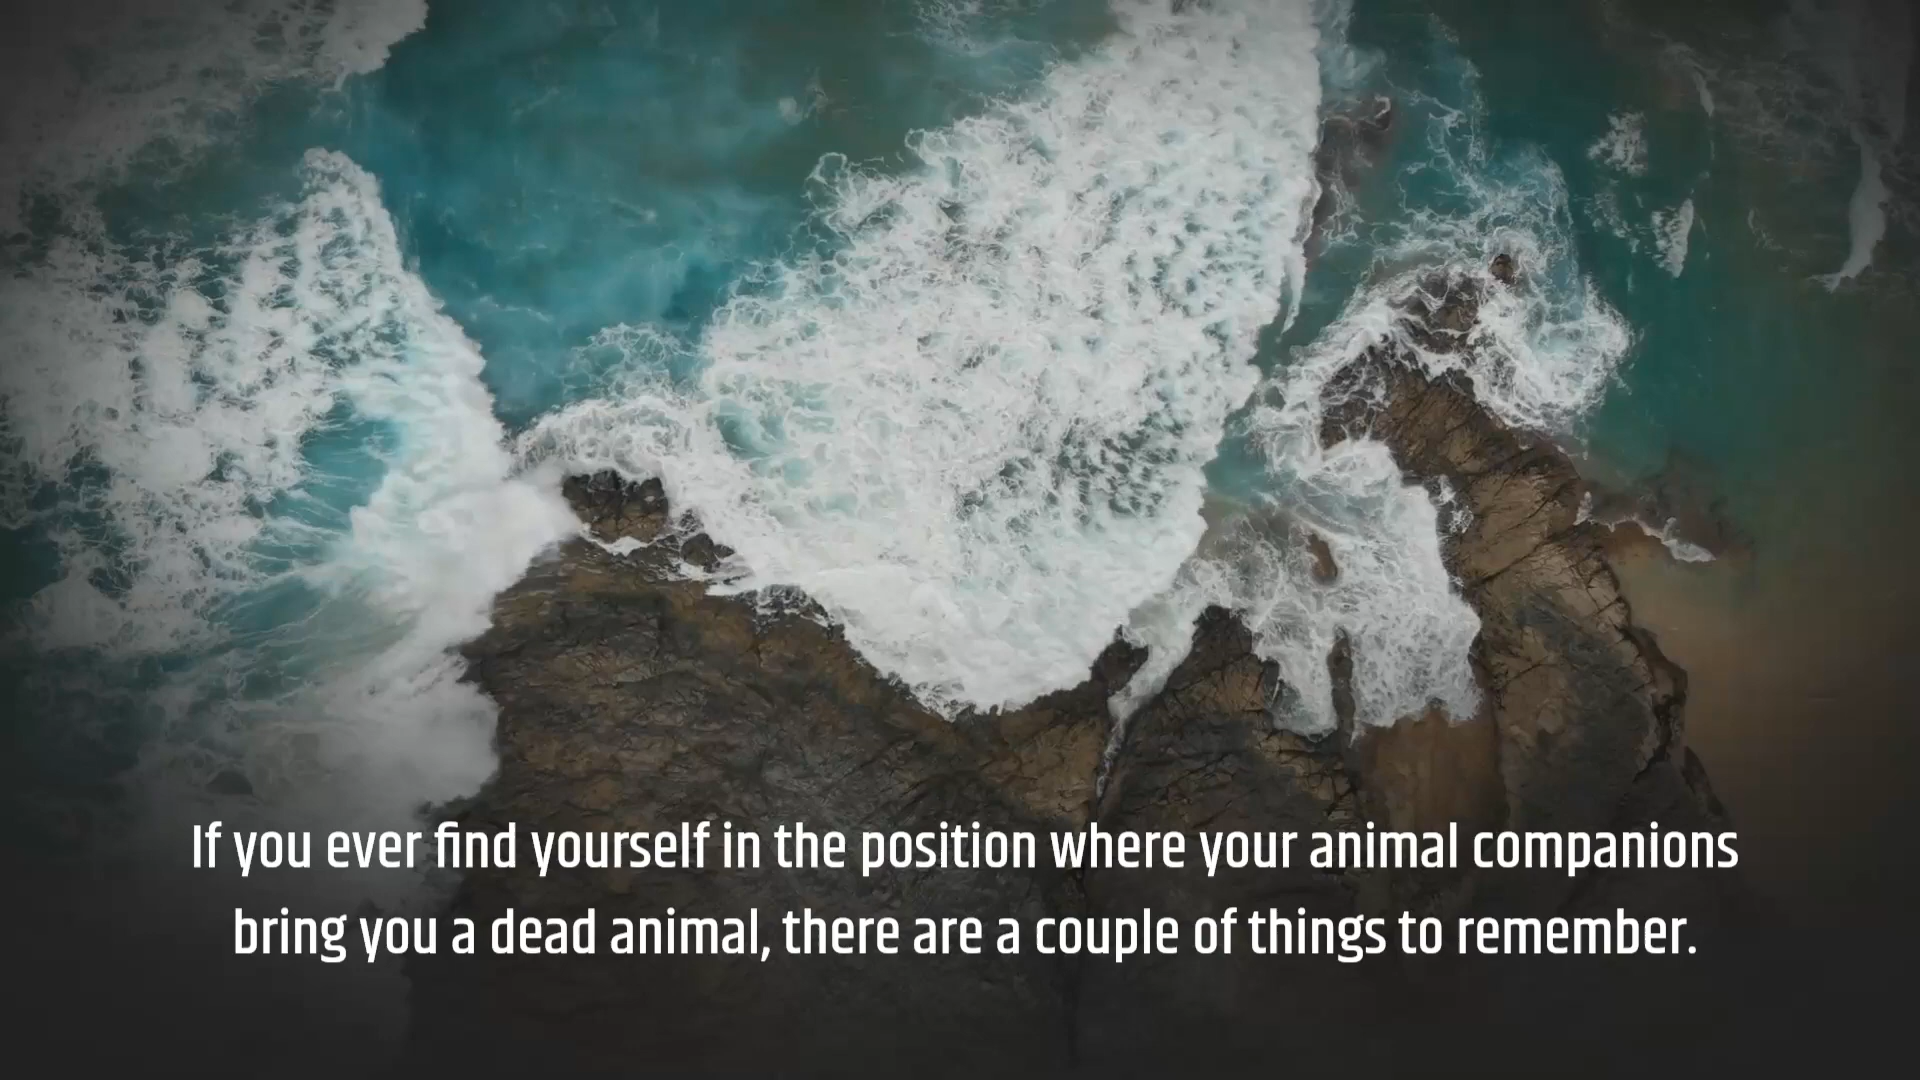 If you ever find yourself in the position where your animal companions
bring you a dead animal, there are a couple of things to remember.